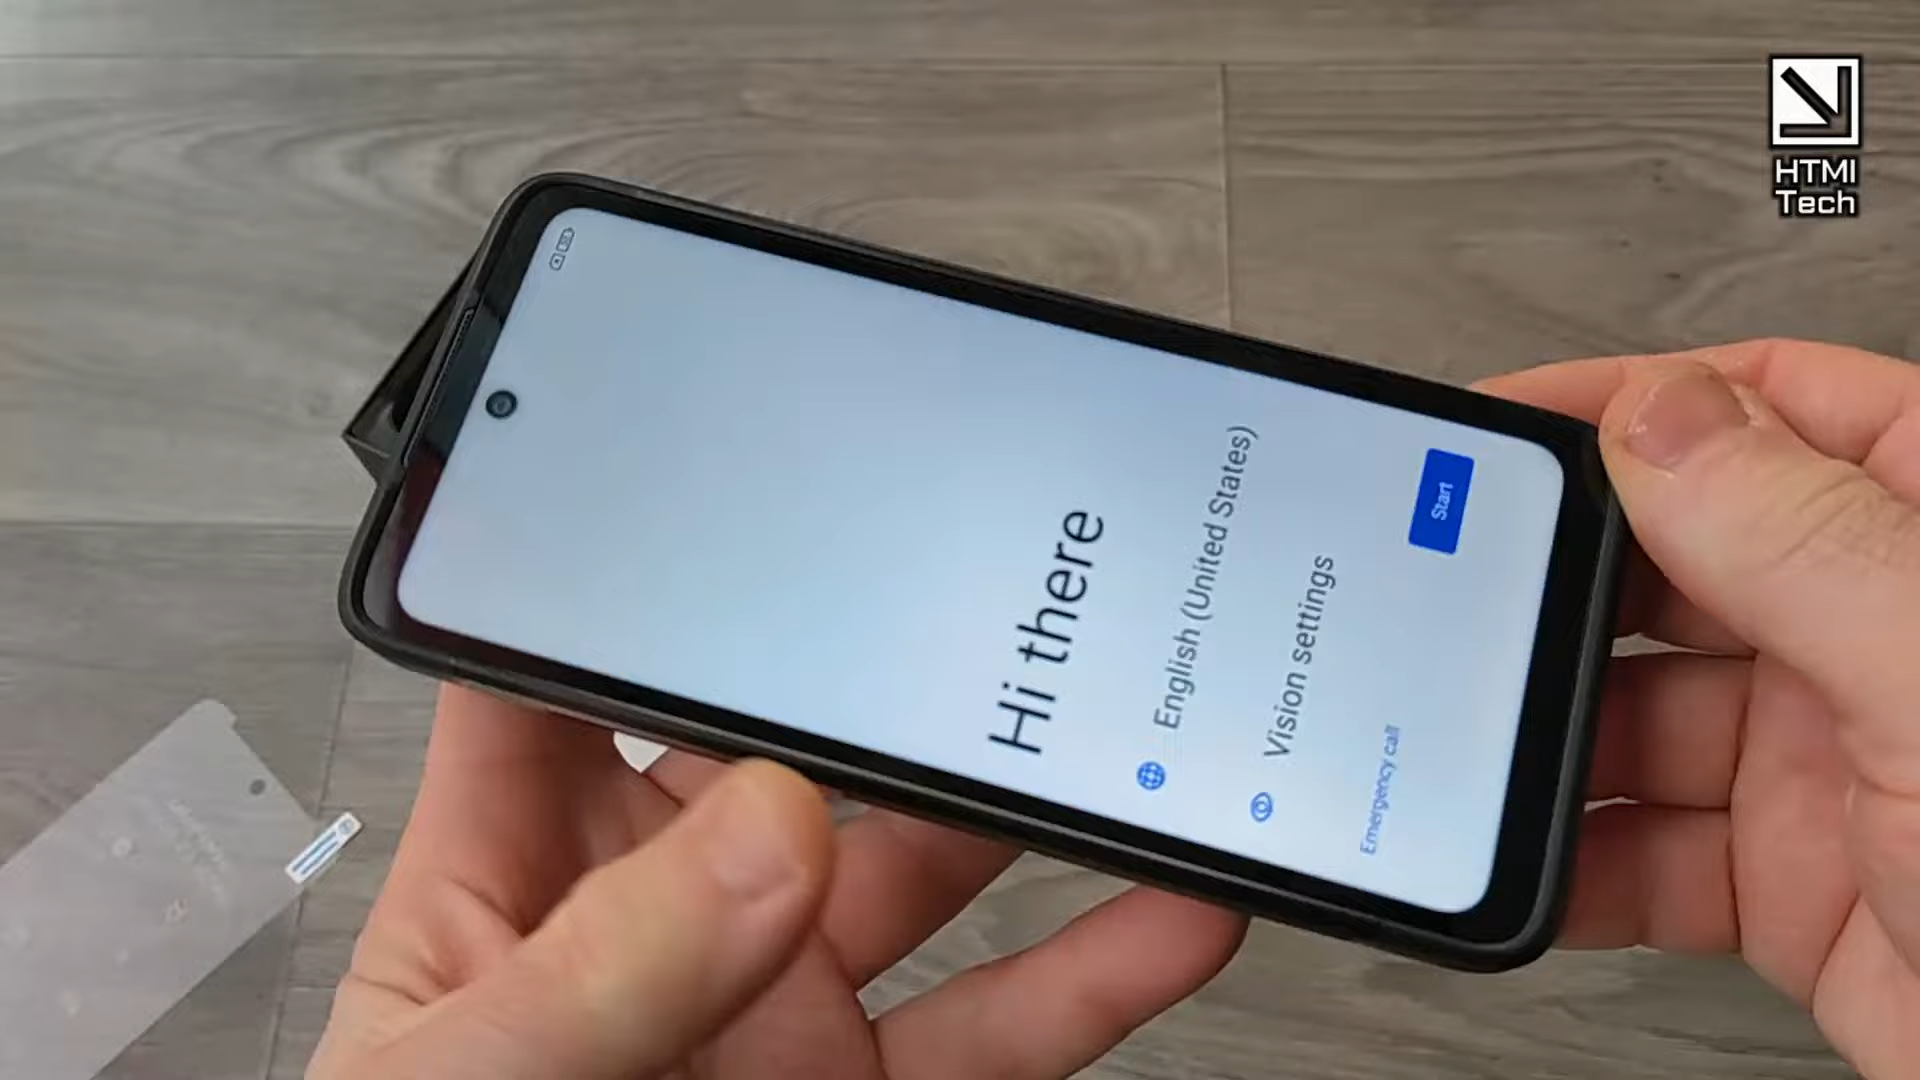 HTMI
Tech
Hi there
English (United States)
Vision settings
Emergency call
Start